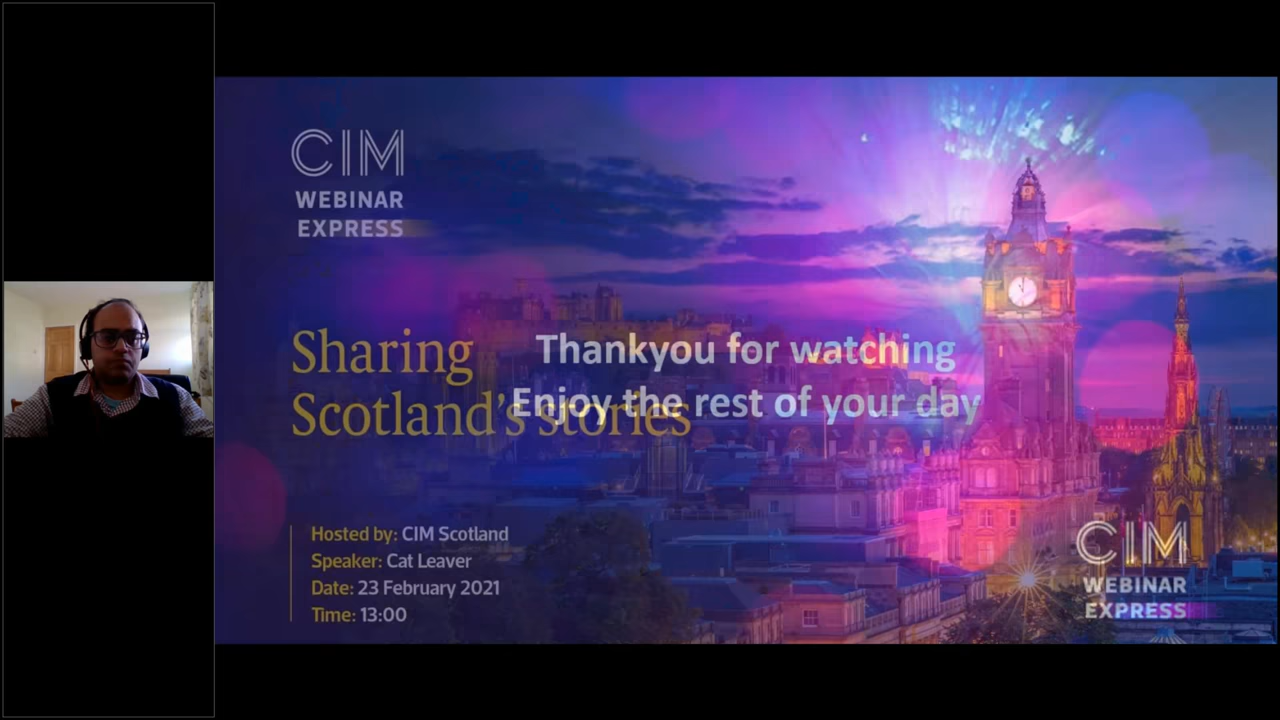 CIM
WEBINAR
EXPRESS
Sharing
Scotland's stories
Thankyou for watching
Enjoy the rest of your day
Hosted by: CIM Scotland
Speaker: Cat Leaver
Date: 23 February 2021
Time: 13:00
CIM
WEBINAR
EXPRESS